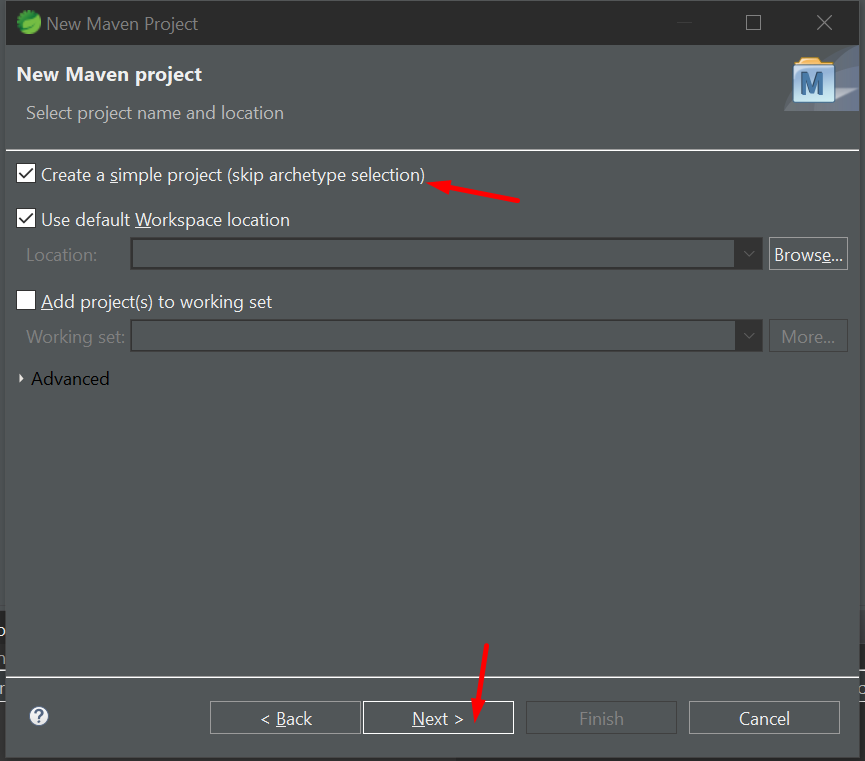 New Maven Project
New Maven project
M
Select project name and location
Create a simple project (skip archetype selection)
Use default Workspace location
Location:
Browse...
Add project(s) to working set
Working set:
More...
Advanced
?
< Back
Next >
Finish
Cancel